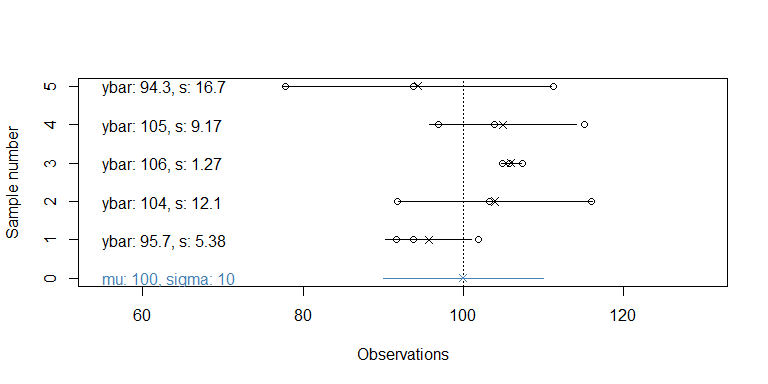 5 ybar: 94.3, s: 16.7
4 ybar: 105, s: 9.17
3 ybar: 106, s: 1.27
2 ybar: 104, s: 12.1
1 ybar: 95.7, s: 5.38
0 mu: 100, sigma: 10
Sample number
60 80 100 120
Observations